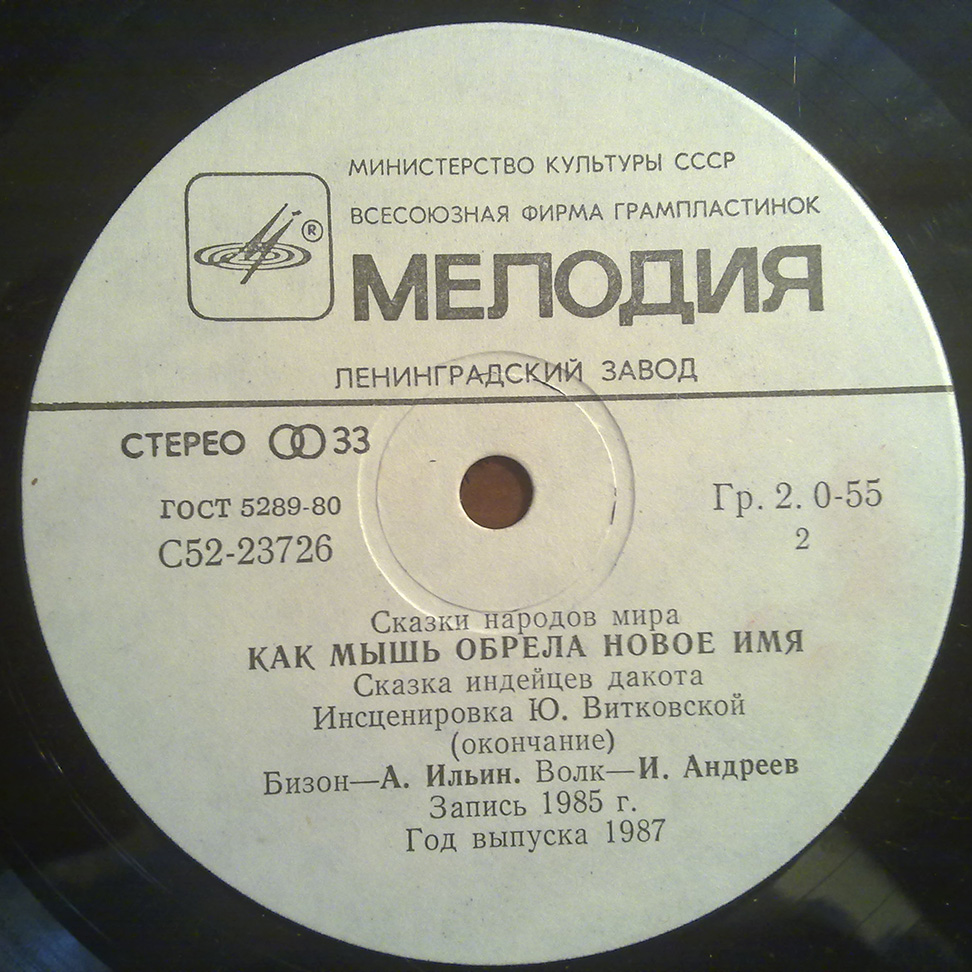 МИНИСТЕРСТВО КУЛЬТУРЫ СССР
ВСЕСОЮЗНАЯ ФИРМА ГРАМПЛАСТИНОК
®
МЕЛОДИЯ
ЛЕНИНГРАДСКИЙ ЗАВОД
СТЕРЕО 33
ГОСТ 5289-80
Гр. 2. 0-55
С52-23726
2
Сказки народов мира
КАК МЫШЬ ОБРЕЛА НОВОЕ ИМЯ
Сказка индейцев дакота
Инсценировка Ю. Витковской
(окончание)
Бизон—А. Ильин. Волк—И. Андреев
Запись 1985 г.
Год выпуска 1987